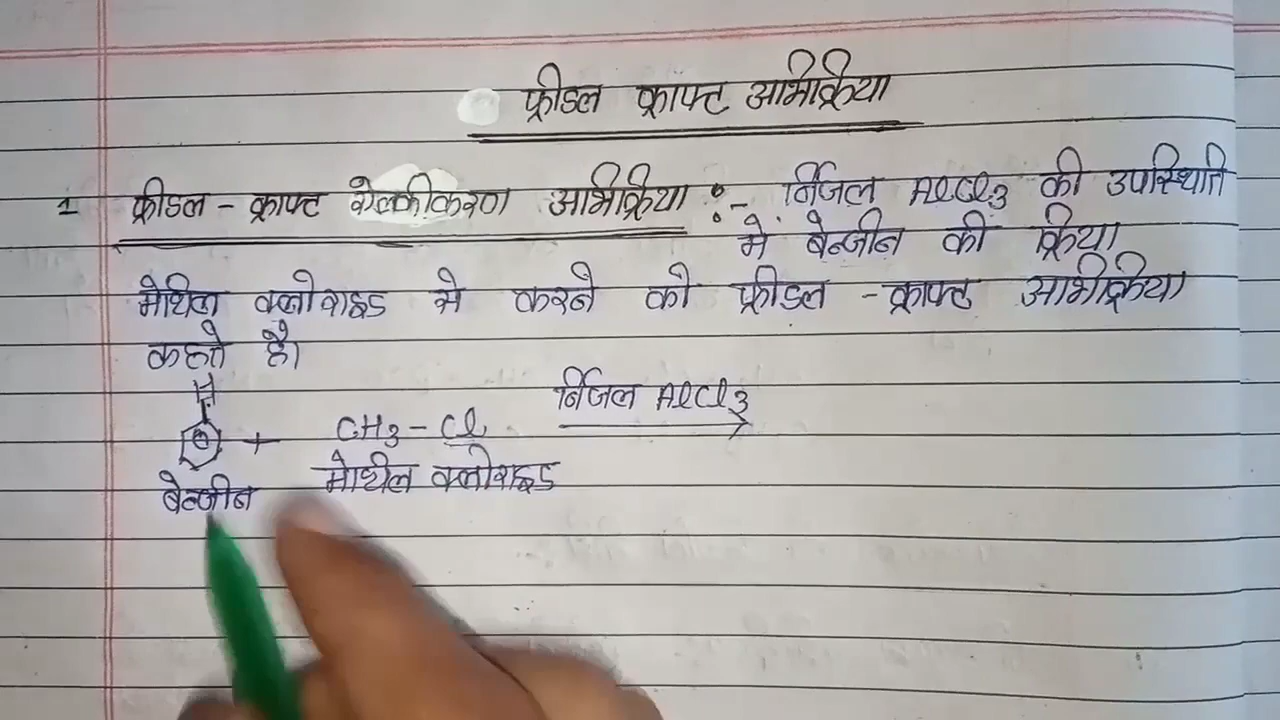 फ्रीडल क्राफ्ट अभिक्रिया
1 फ्रीडल - क्राफ्ट ऐल्कीकरण अभिक्रिया :- निर्जल AlCl3 की उपस्थिति
में बेन्जीन की क्रिया
मेथिल क्लोराइड से करने को फ्रीडल - क्राफ्ट अभिक्रिया
कहते है।
H
निर्जल AlCl3
+ CH3 - Cl
बेन्जीन मेथिल क्लोराइड